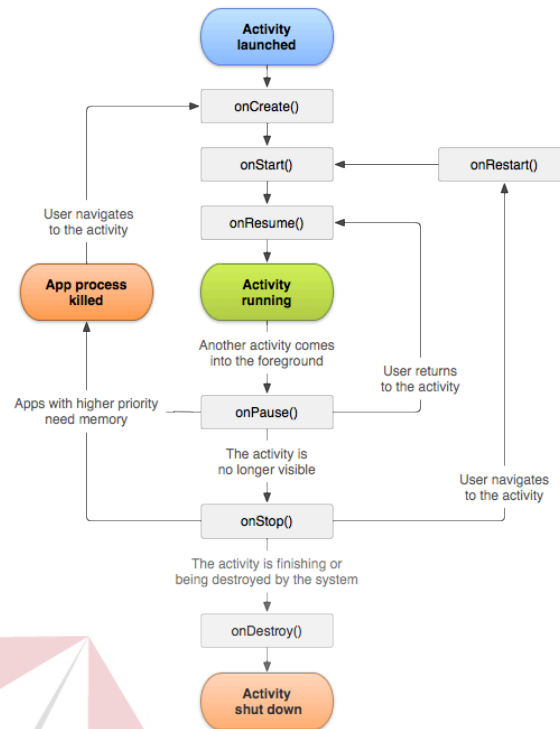 Activity
launched
onCreate()
onStart()
onRestart()
User navigates
to the activity
onResume()
App process
killed
Activity
running
Another activity comes
into the foreground
User returns
to the activity
Apps with higher priority
need memory
onPause()
The activity is
no longer visible
User navigates
to the activity
onStop()
The activity is finishing or
being destroyed by the system
onDestroy()
Activity
shut down